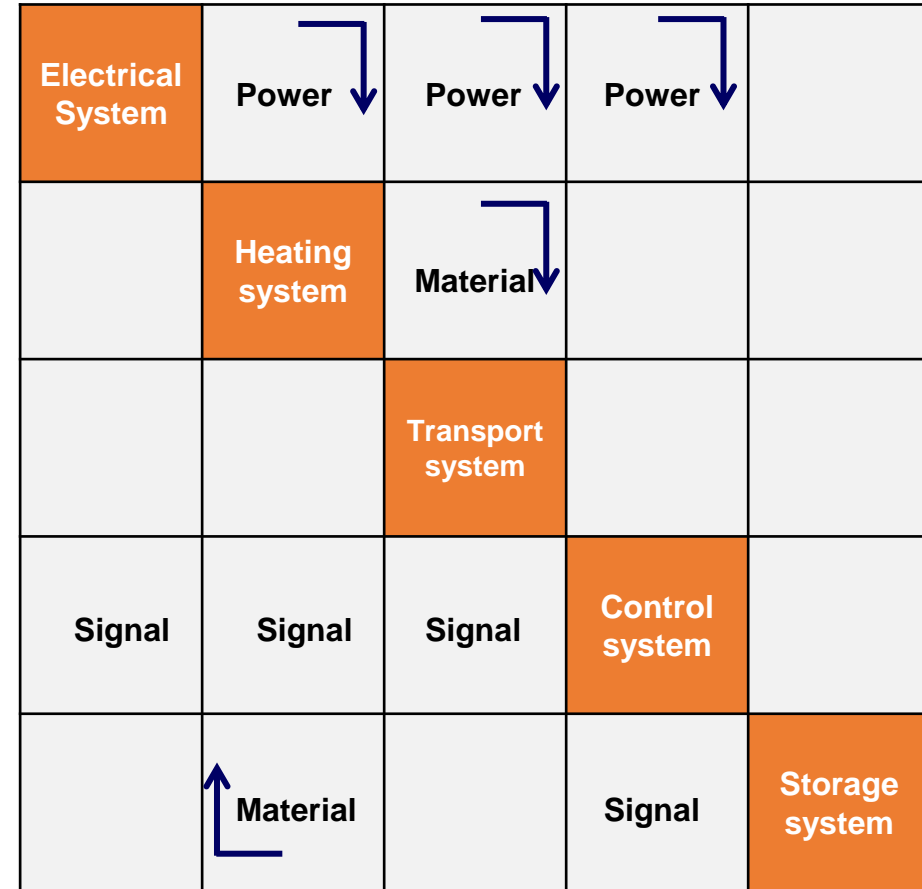 Electrical
System
Power
Power
Power
Heating
system
Material
Transport
system
Signal
Signal
Signal
Control
system
Material
Signal
Storage
system